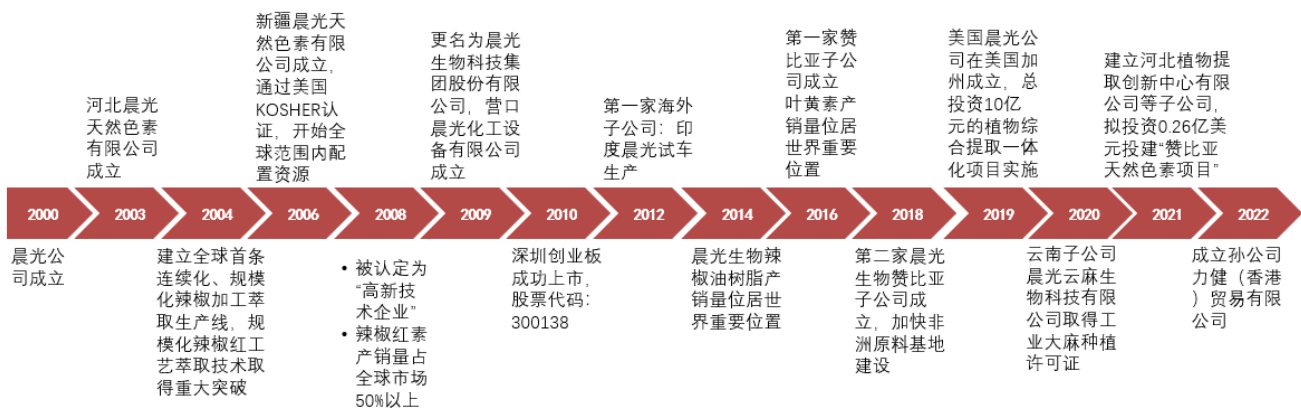 河北晨光
天然色素
有限公司
成立
新疆晨光天
然色素有限
公司成立，
通过美国
KOSHER认
证，开始全
球范围内配
置资源
更名为晨光
生物科技集
团股份有限
公司，营口
晨光化工设
备有限公司
成立
第一家海外
子公司：印
度晨光试车
生产
第一家赞
比亚子公
司成立
叶黄素产
销量位居
世界重要
位置
美国晨光公
司在美国加
州成立，总
投资10亿
元的植物综
合提取一体
化项目实施
建立河北植物提
取创新中心有限
公司等子公司，
拟投资0.26亿美
元投建“赞比亚
天然色素项目”
2000
2003
2004
2006
2008
2009
2010
2012
2014
2016
2018
2019
2020
2021
2022
晨光公
司成立
建立全球首条
连续化、规模
化辣椒加工萃
取生产线，规
模化辣椒红工
艺萃取技术取
得重大突破
• 被认定为
“高新技
术企业”
• 辣椒红素
产销量占
全球市场
50%以上
深圳创业板
成功上市，
股票代码：
300138
晨光生物辣
椒油树脂产
销量位居世
界重要位置
第二家晨光
生物赞比亚
子公司成
立，加快非
洲原料基地
建设
云南子公司
晨光云麻生
物科技有限
公司取得工
业大麻种植
许可证
成立孙公司
力健（香港
）贸易有限
公司